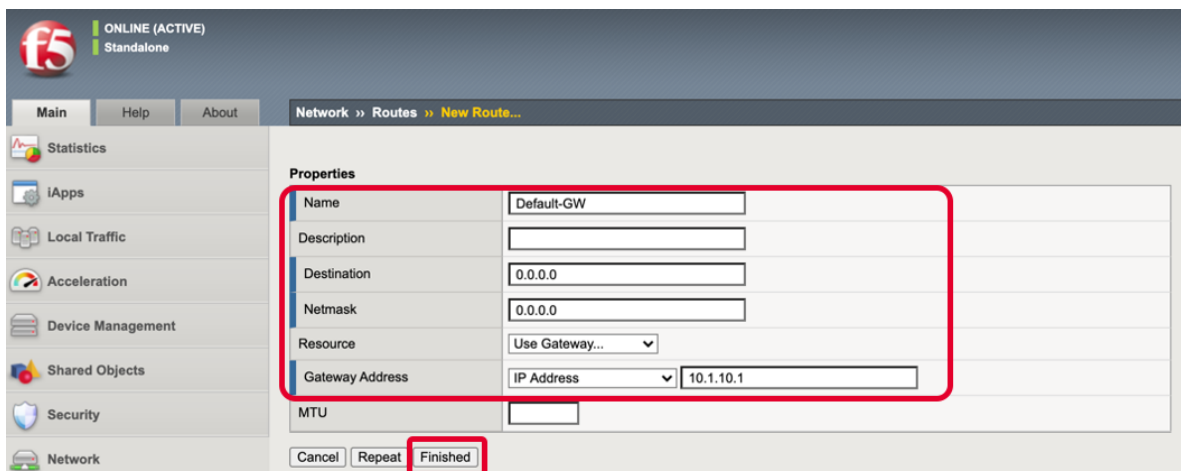 f5
ONLINE (ACTIVE)
Standalone
Main Help About
Network ›› Routes ›› New Route...
Statistics
iApps
Local Traffic
Acceleration
Device Management
Shared Objects
Security
Network
Properties
Name Default-GW
Description
Destination 0.0.0.0
Netmask 0.0.0.0
Resource Use Gateway...
Gateway Address IP Address 10.1.10.1
MTU
Cancel Repeat Finished